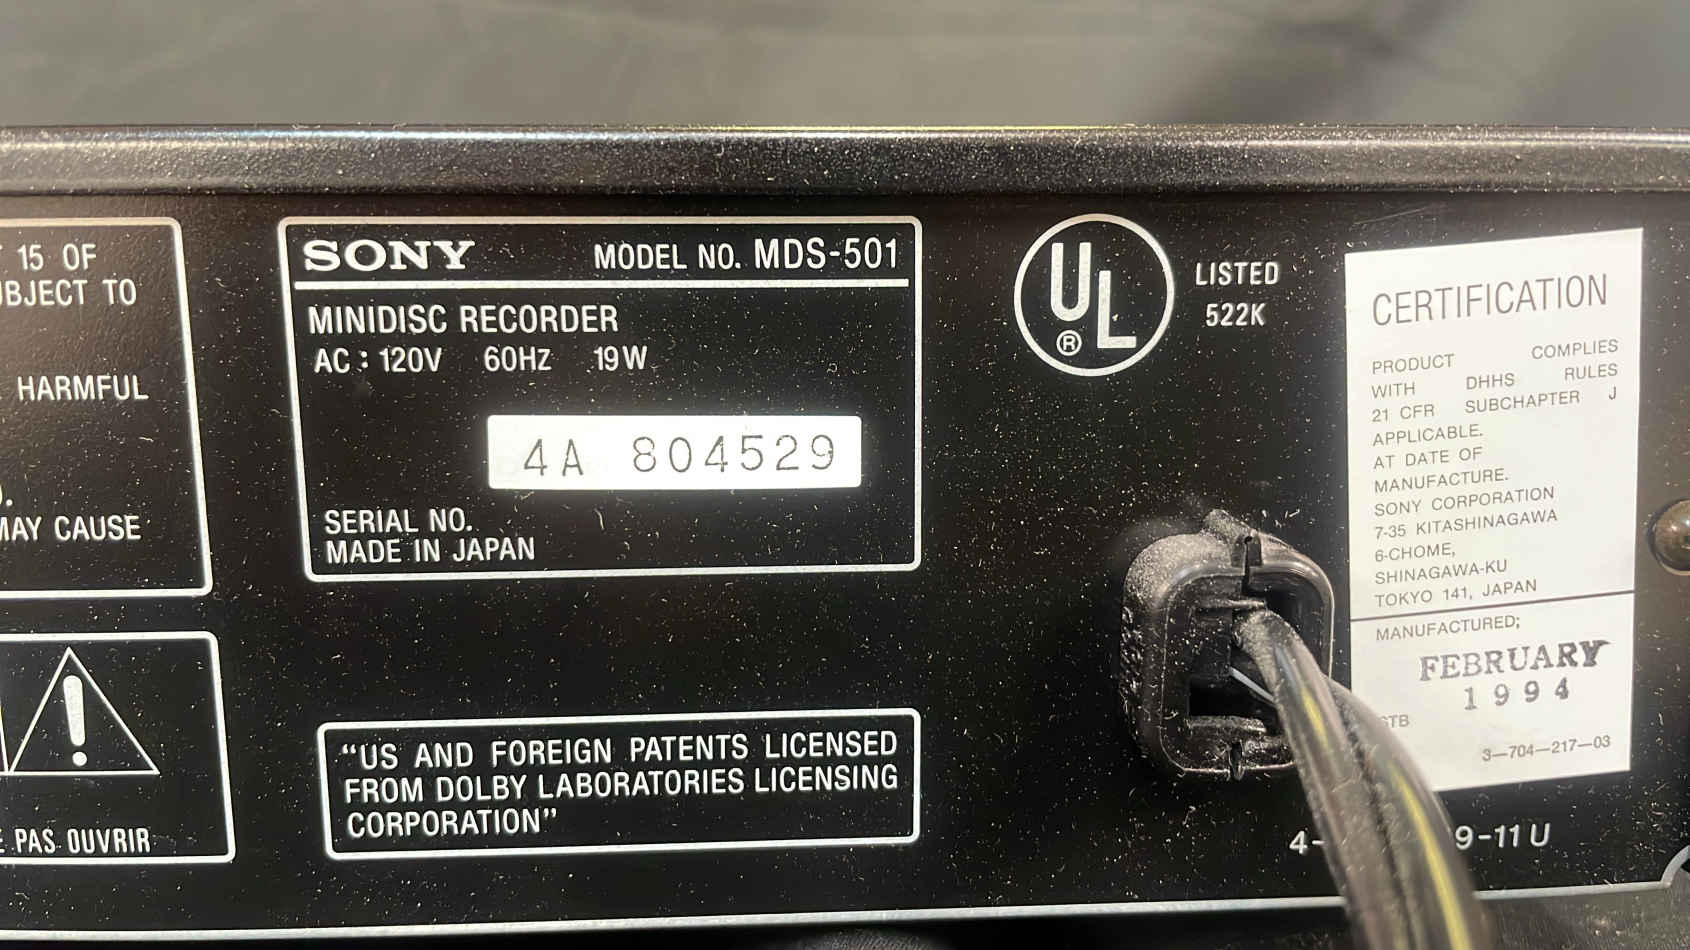 15 OF
SUBJECT TO
HARMFUL
MAY CAUSE
PAS OUVRIR
SONY MODEL NO. MDS-501
MINIDISC RECORDER
AC : 120V 60Hz 19W
4A 804529
SERIAL NO.
MADE IN JAPAN
"US AND FOREIGN PATENTS LICENSED
FROM DOLBY LABORATORIES LICENSING
CORPORATION"
UL ®
LISTED
522K
CERTIFICATION
PRODUCT COMPLIES
WITH DHHS RULES
21 CFR SUBCHAPTER J
APPLICABLE.
AT DATE OF
MANUFACTURE.
SONY CORPORATION
7-35 KITASHINAGAWA
6-CHOME,
SHINAGAWA-KU
TOKYO 141, JAPAN
MANUFACTURED;
FEBRUARY
1994
3-704-217-03